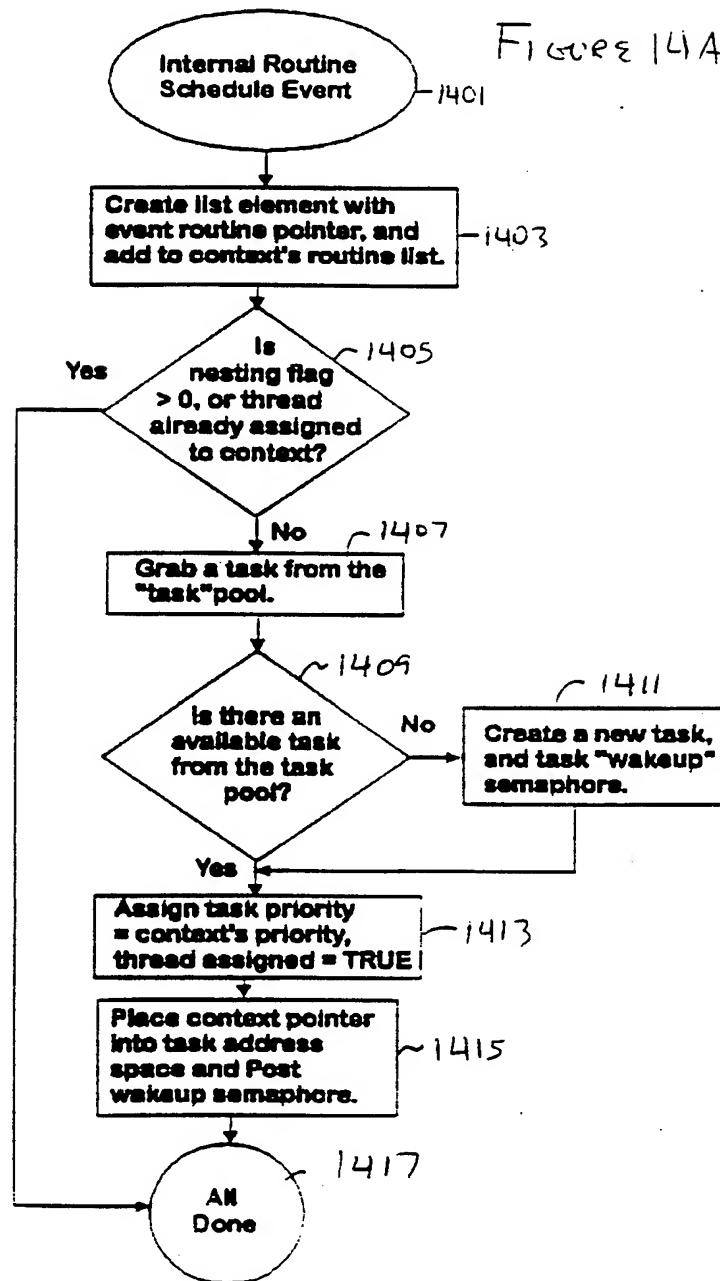 Figure 14A
Internal Routine
Schedule Event
1401
Create list element with
event routine pointer, and
add to context's routine list.
1403
1405
Is
nesting flag
> 0, or thread
already assigned
to context?
Yes
No
1407
Grab a task from the
"task"pool.
1409
Is there an
available task
from the task
pool?
No
1411
Create a new task,
and task "wakeup"
semaphore.
Yes
Assign task priority
= context's priority,
thread assigned = TRUE
1413
Place context pointer
into task address
space and Post
wakeup semaphore.
1415
1417
All
Done